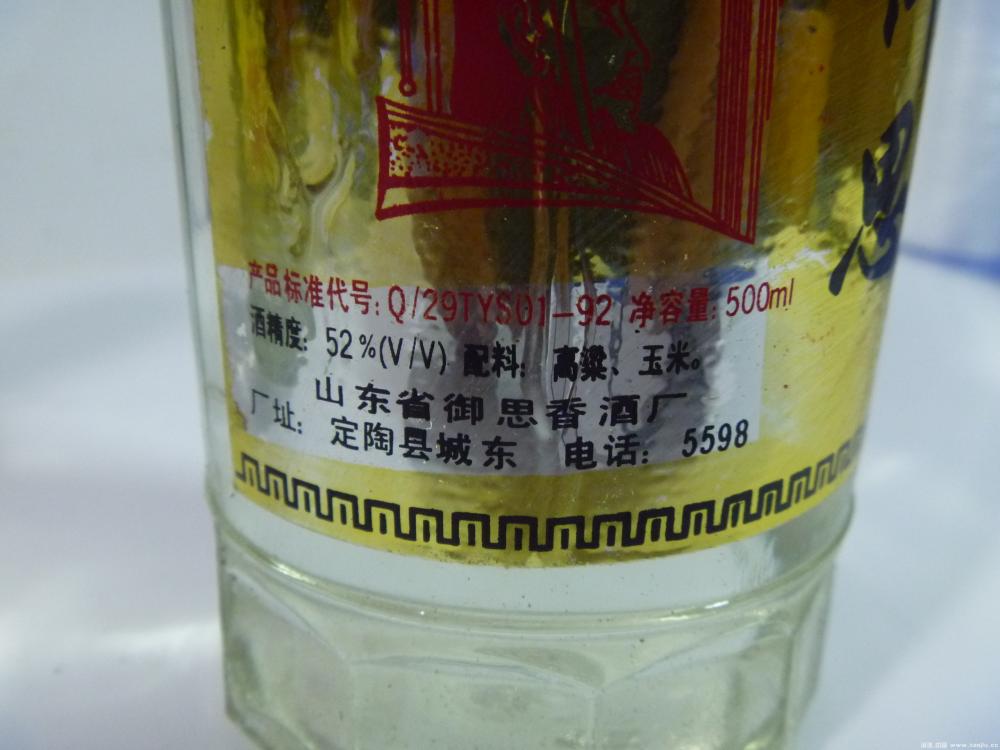 思
产品标准代号:Q/29TYS01-92 净容量:500ml
酒精度:52%(V/V) 配料:高粱、玉米。
山东省御思香酒厂
厂址:定陶县城东 电话:5598